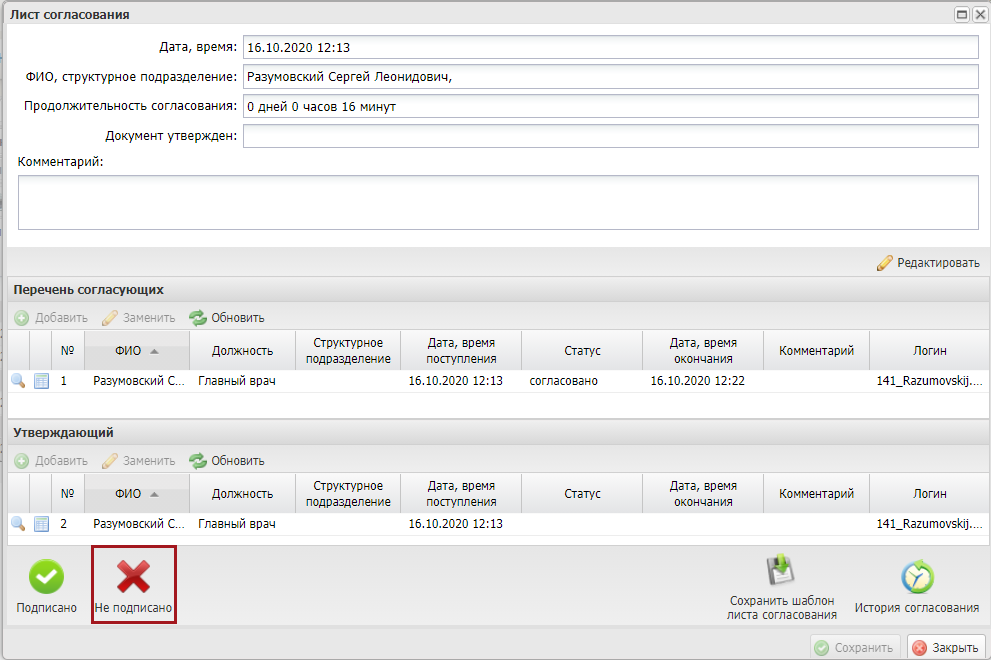 Лист согласования
Дата, время: 16.10.2020 12:13
ФИО, структурное подразделение: Разумовский Сергей Леонидович,
Продолжительность согласования: 0 дней 0 часов 16 минут
Документ утвержден:
Комментарий:
Редактировать
Перечень согласующих
Добавить Заменить Обновить
№ ФИО Должность Структурное подразделение Дата, время поступления Статус Дата, время окончания Комментарий Логин
1 Разумовский С... Главный врач 16.10.2020 12:13 согласовано 16.10.2020 12:22 141_Razumovskij....
Утверждающий
Добавить Заменить Обновить
№ ФИО Должность Структурное подразделение Дата, время поступления Статус Дата, время окончания Комментарий Логин
2 Разумовский С... Главный врач 16.10.2020 12:13 141_Razumovskij....
Подписано Не подписано Сохранить шаблон листа согласования История согласования
Сохранить Закрыть